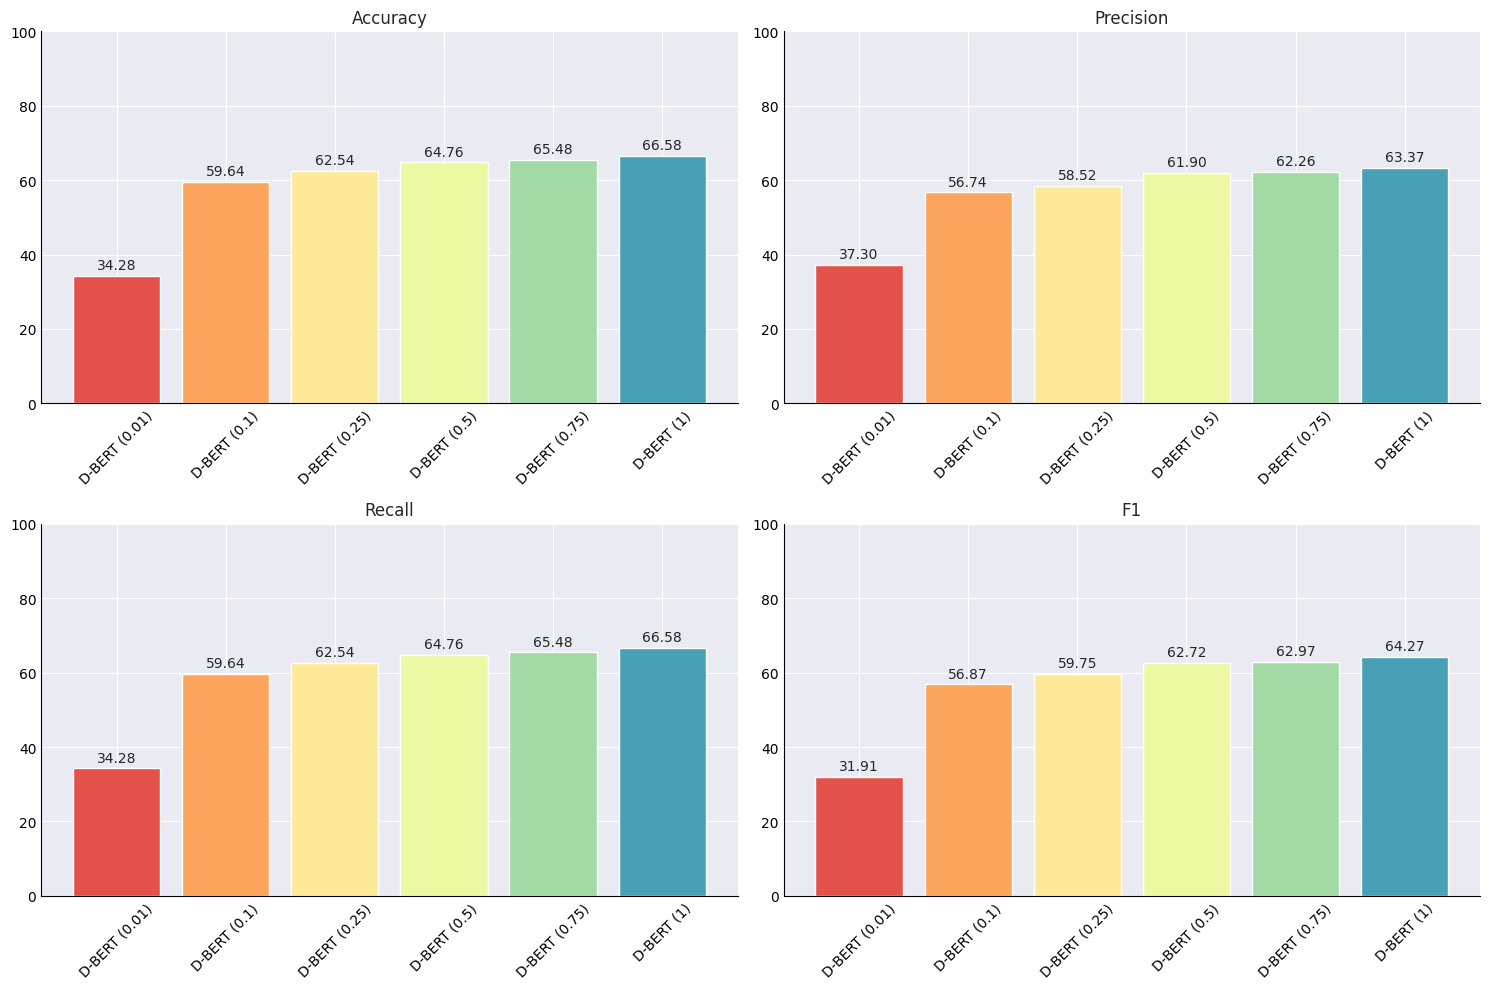 Accuracy
100
80
60
40
20
0
34.28
59.64
62.54
64.76
65.48
66.58
D-BERT (0.01)
D-BERT (0.1)
D-BERT (0.25)
D-BERT (0.5)
D-BERT (0.75)
D-BERT (1)
Precision
100
80
60
40
20
0
37.30
56.74
58.52
61.90
62.26
63.37
D-BERT (0.01)
D-BERT (0.1)
D-BERT (0.25)
D-BERT (0.5)
D-BERT (0.75)
D-BERT (1)
Recall
100
80
60
40
20
0
34.28
59.64
62.54
64.76
65.48
66.58
D-BERT (0.01)
D-BERT (0.1)
D-BERT (0.25)
D-BERT (0.5)
D-BERT (0.75)
D-BERT (1)
F1
100
80
60
40
20
0
31.91
56.87
59.75
62.72
62.97
64.27
D-BERT (0.01)
D-BERT (0.1)
D-BERT (0.25)
D-BERT (0.5)
D-BERT (0.75)
D-BERT (1)